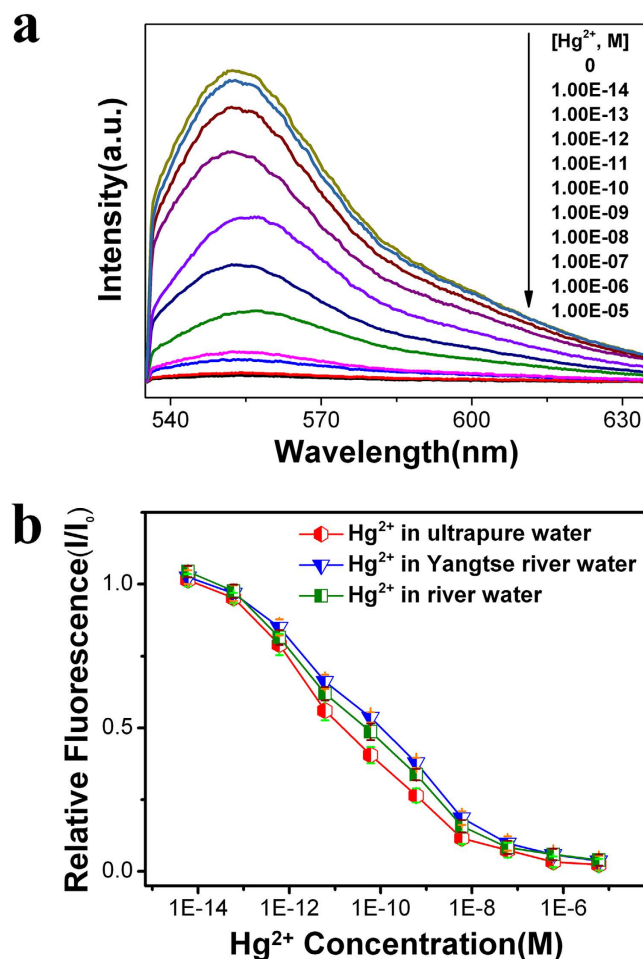 a
Intensity(a.u.)
[Hg²⁺, M]
0
1.00E-14
1.00E-13
1.00E-12
1.00E-11
1.00E-10
1.00E-09
1.00E-08
1.00E-07
1.00E-06
1.00E-05
540 570 600 630
Wavelength(nm)
b
Relative Fluorescence(I/I₀)
Hg²⁺ in ultrapure water
Hg²⁺ in Yangtse river water
Hg²⁺ in river water
1.0
0.5
0.0
1E-14 1E-12 1E-10 1E-8 1E-6
Hg²⁺ Concentration(M)